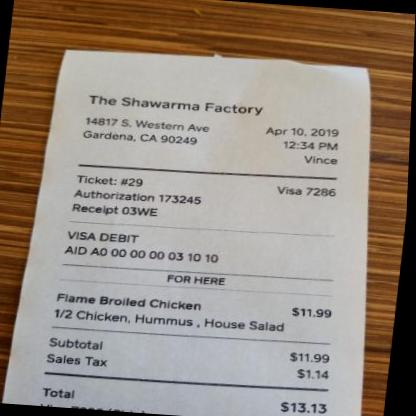 The Shawarma Factory
14817 S. Western Ave
Gardena, CA 90249
Apr 10, 2019
12:34 PM
Vince
Ticket: #29
Authorization 173245
Receipt 03WE
Visa 7286
VISA DEBIT
AID A0 00 00 00 03 10 10
FOR HERE
Flame Broiled Chicken $11.99
1/2 Chicken, Hummus , House Salad
Subtotal $11.99
Sales Tax $1.14
Total $13.13